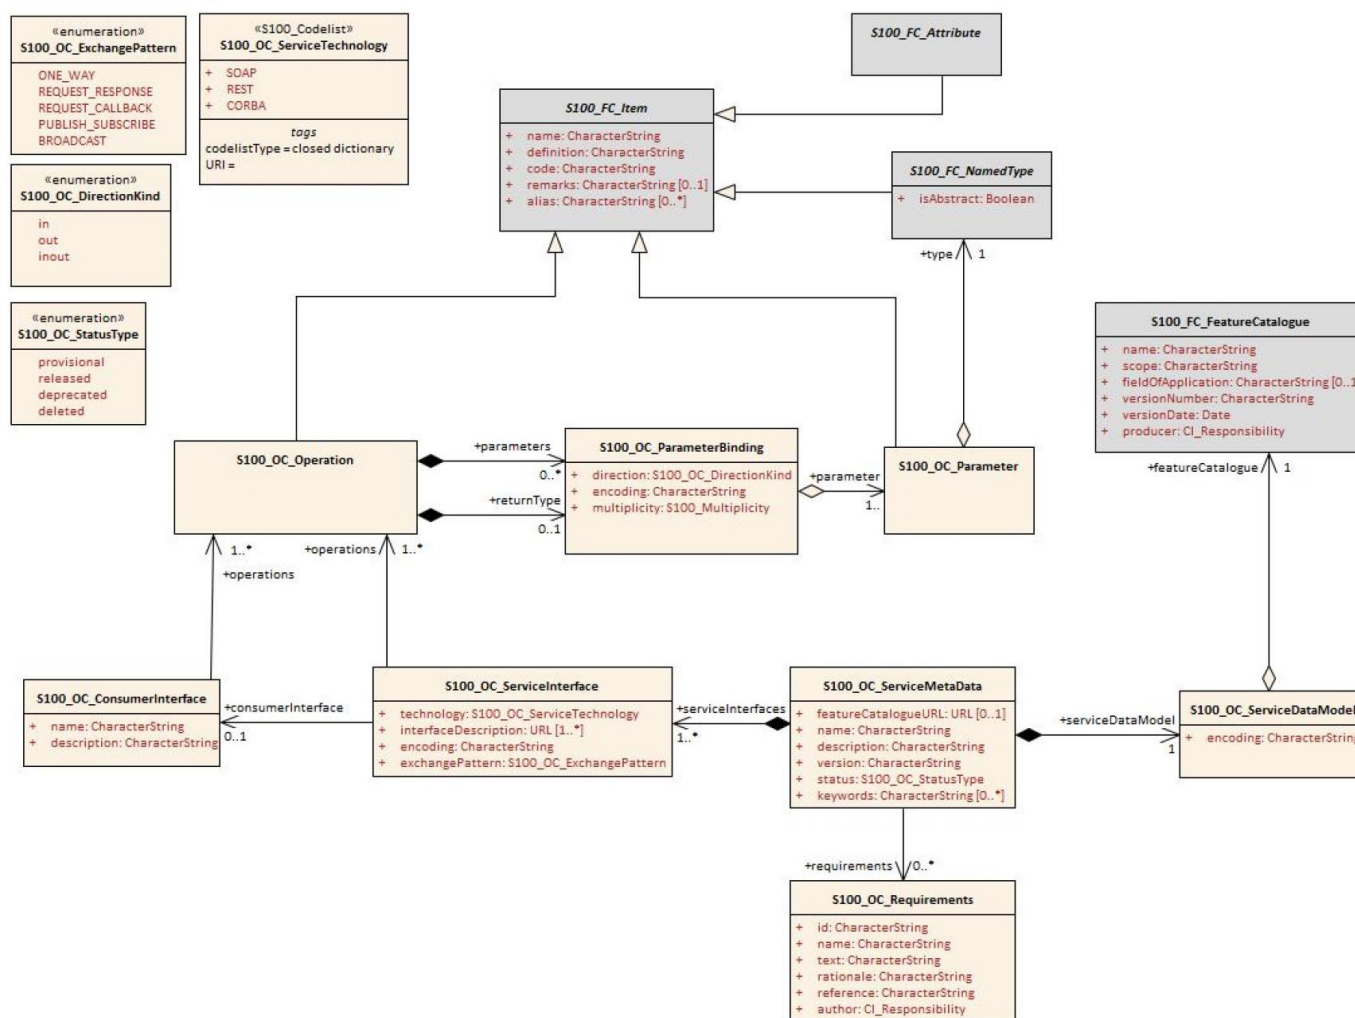 «enumeration»
S100_OC_ExchangePattern
ONE_WAY
REQUEST_RESPONSE
REQUEST_CALLBACK
PUBLISH_SUBSCRIBE
BROADCAST
«S100_Codelist»
S100_OC_ServiceTechnology
+ SOAP
+ REST
+ CORBA
tags
codelistType = closed dictionary
URI =
«enumeration»
S100_OC_DirectionKind
in
out
inout
«enumeration»
S100_OC_StatusType
provisional
released
deprecated
deleted
S100_FC_Attribute
S100_FC_Item
+ name: CharacterString
+ definition: CharacterString
+ code: CharacterString
+ remarks: CharacterString [0..1]
+ alias: CharacterString [0..*]
S100_FC_NamedType
+ isAbstract: Boolean
+type 1
S100_FC_FeatureCatalogue
+ name: CharacterString
+ scope: CharacterString
+ fieldOfApplication: CharacterString [0..1
+ versionNumber: CharacterString
+ versionDate: Date
+ producer: CI_Responsibility
+featureCatalogue 1
S100_OC_Operation
+parameters
0..*
+returnType
0..1
S100_OC_ParameterBinding
+ direction: S100_OC_DirectionKind
+ encoding: CharacterString
+ multiplicity: S100_Multiplicity
+parameter
1..
S100_OC_Parameter
1..*
+operations
+operations 1..*
S100_OC_ConsumerInterface
+ name: CharacterString
+ description: CharacterString
+consumerInterface
0..1
S100_OC_ServiceInterface
+ technology: S100_OC_ServiceTechnology
+ interfaceDescription: URL [1..*]
+ encoding: CharacterString
+ exchangePattern: S100_OC_ExchangePattern
+serviceInterfaces
1..*
S100_OC_ServiceMetaData
+ featureCatalogueURL: URL [0..1]
+ name: CharacterString
+ description: CharacterString
+ version: CharacterString
+ status: S100_OC_StatusType
+ keywords: CharacterString [0..*]
+serviceDataModel
1
S100_OC_ServiceDataModel
+ encoding: CharacterString
+requirements 0..*
S100_OC_Requirements
+ id: CharacterString
+ name: CharacterString
+ text: CharacterString
+ rationale: CharacterString
+ reference: CharacterString
+ author: CI_Responsibility